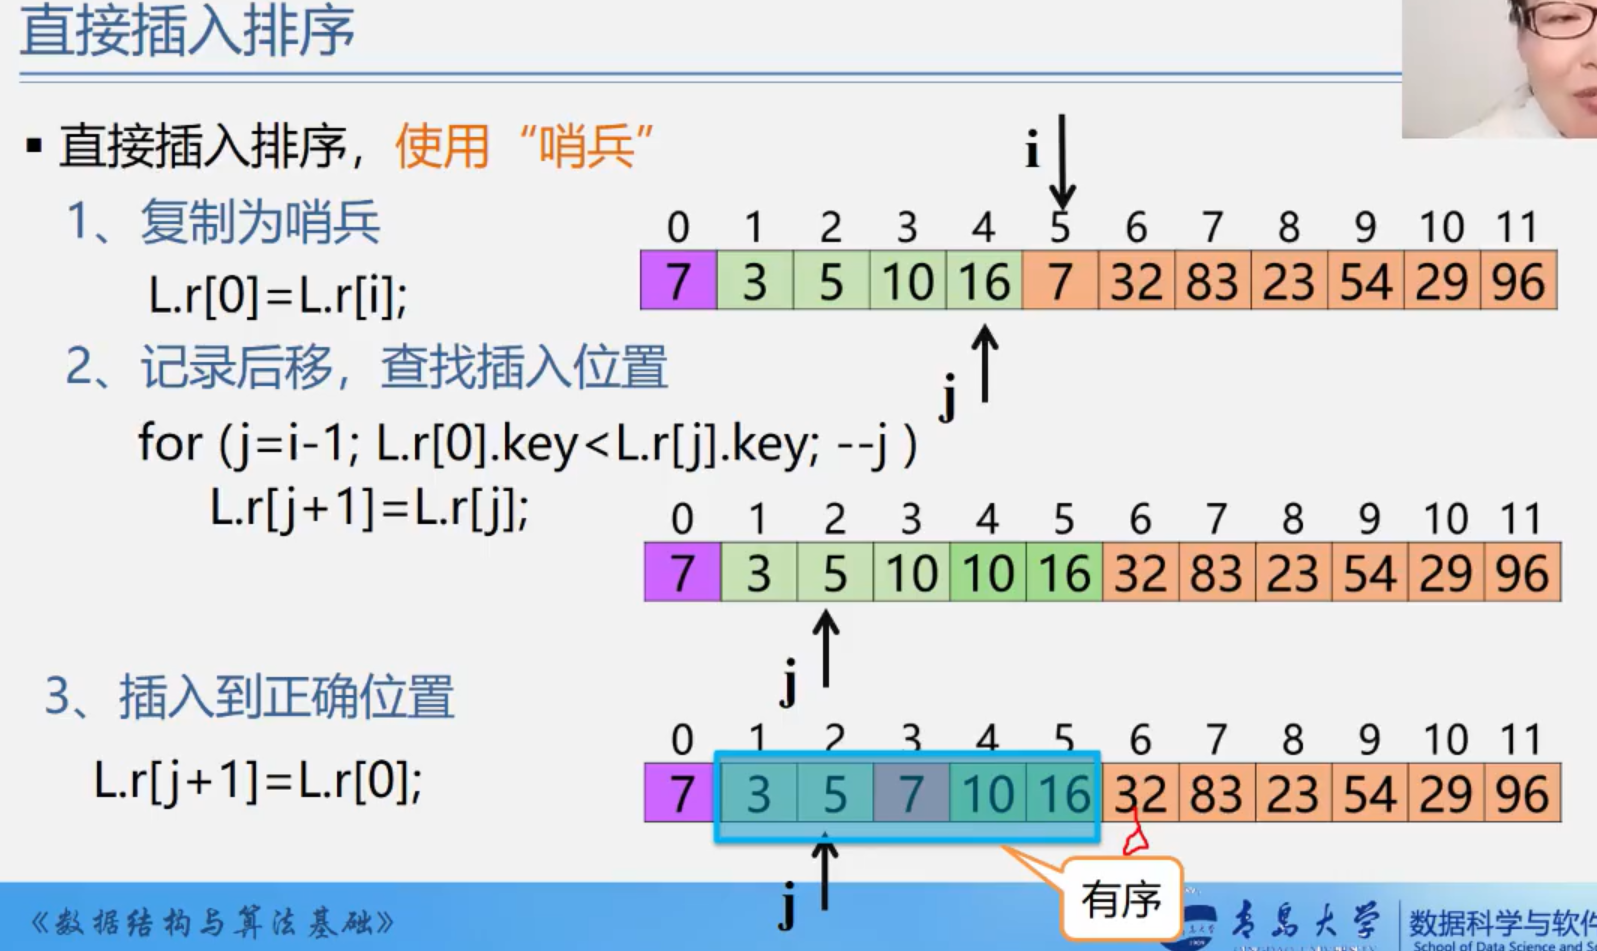 直接插入排序
▪ 直接插入排序，使用“哨兵”
1、复制为哨兵
L.r[0]=L.r[i];
i
0 1 2 3 4 5 6 7 8 9 10 11
7 3 5 10 16 7 32 83 23 54 29 96
j
2、记录后移，查找插入位置
for (j=i-1; L.r[0].key<L.r[j].key; --j )
L.r[j+1]=L.r[j];
0 1 2 3 4 5 6 7 8 9 10 11
7 3 5 10 10 16 32 83 23 54 29 96
j
3、插入到正确位置
L.r[j+1]=L.r[0];
0 1 2 3 4 5 6 7 8 9 10 11
7 3 5 7 10 16 32 83 23 54 29 96
j
有序
《数据结构与算法基础》
青岛大学
数据科学与软件
School of Data Science and